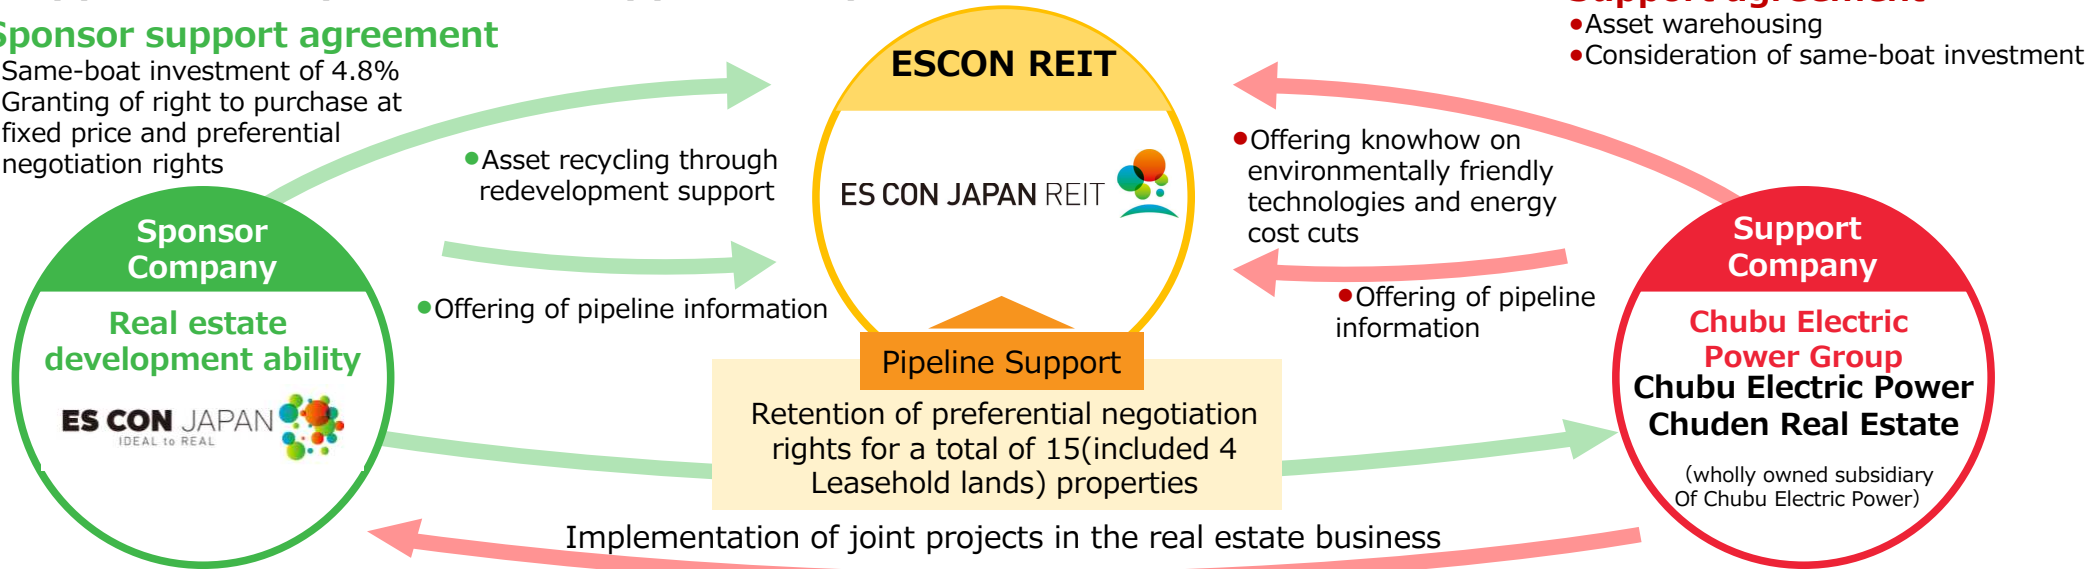 Sponsor support agreement
Same-boat investment of 4.8%
Granting of right to purchase at
fixed price and preferential
negotiation rights
Support agreement
•Asset warehousing
•Consideration of same-boat investment
ESCON REIT
ES CON JAPAN REIT
•Asset recycling through
redevelopment support
•Offering of pipeline information
•Offering knowhow on
environmentally friendly
technologies and energy
cost cuts
•Offering of pipeline
information
Sponsor
Company
Real estate
development ability
ES CON JAPAN
IDEAL to REAL
Pipeline Support
Retention of preferential negotiation
rights for a total of 15(included 4
Leasehold lands) properties
Support
Company
Chubu Electric
Power Group
Chubu Electric Power
Chuden Real Estate
(wholly owned subsidiary
Of Chubu Electric Power)
Implementation of joint projects in the real estate business